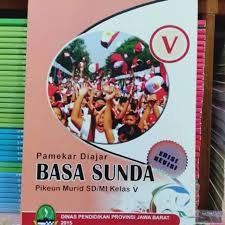 V
Pamekar Diajar
BASA SUNDA
Pikeun Murid SD/MI Kelas V
EDISI
REVISI
DINAS PENDIDIKAN PROVINSI JAWA BARAT
2015